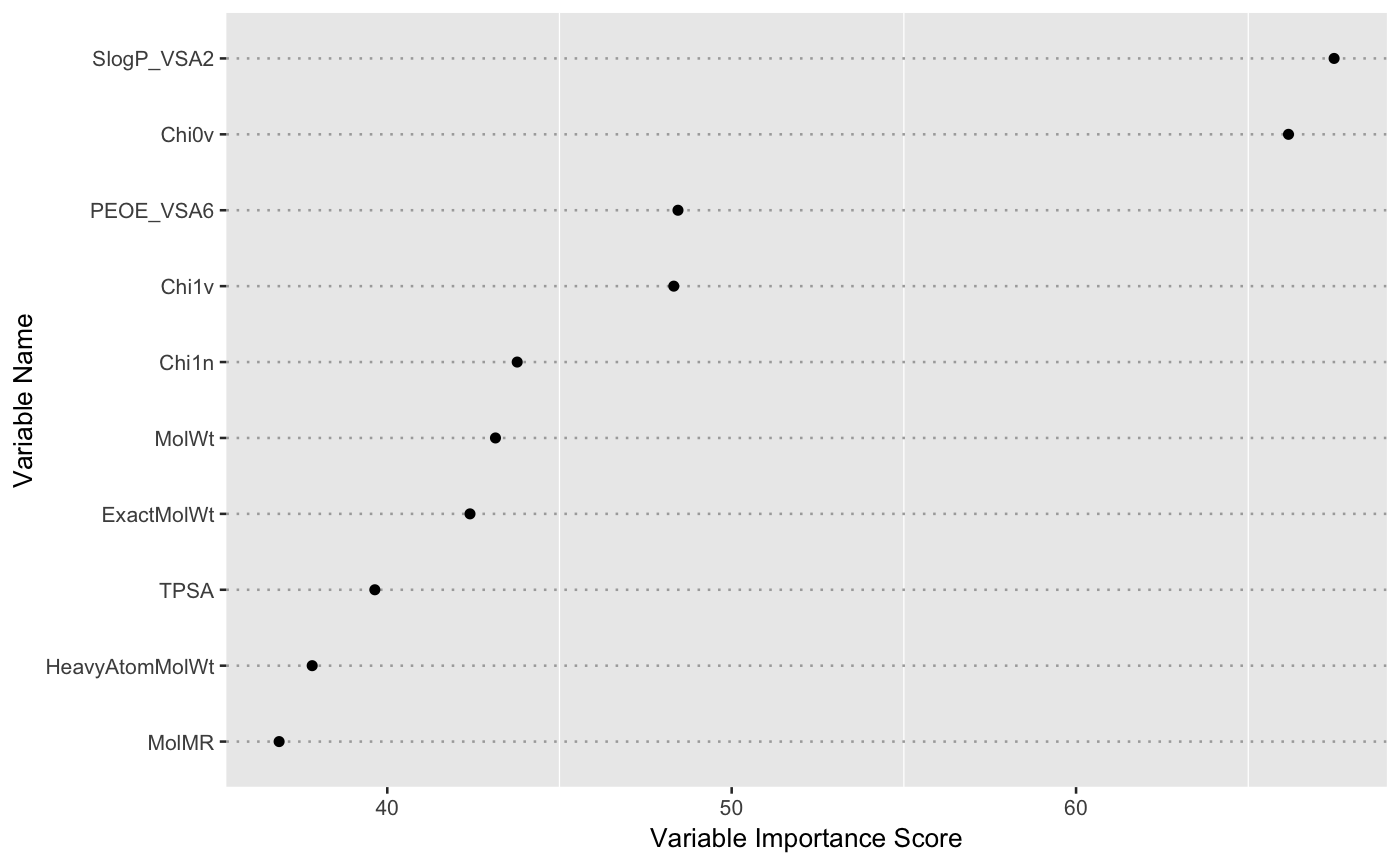 SlogP_VSA2
Chi0v
PEOE_VSA6
Chi1v
Chi1n
MolWt
ExactMolWt
TPSA
HeavyAtomMolWt
MolMR
Variable Name
40 50 60
Variable Importance Score